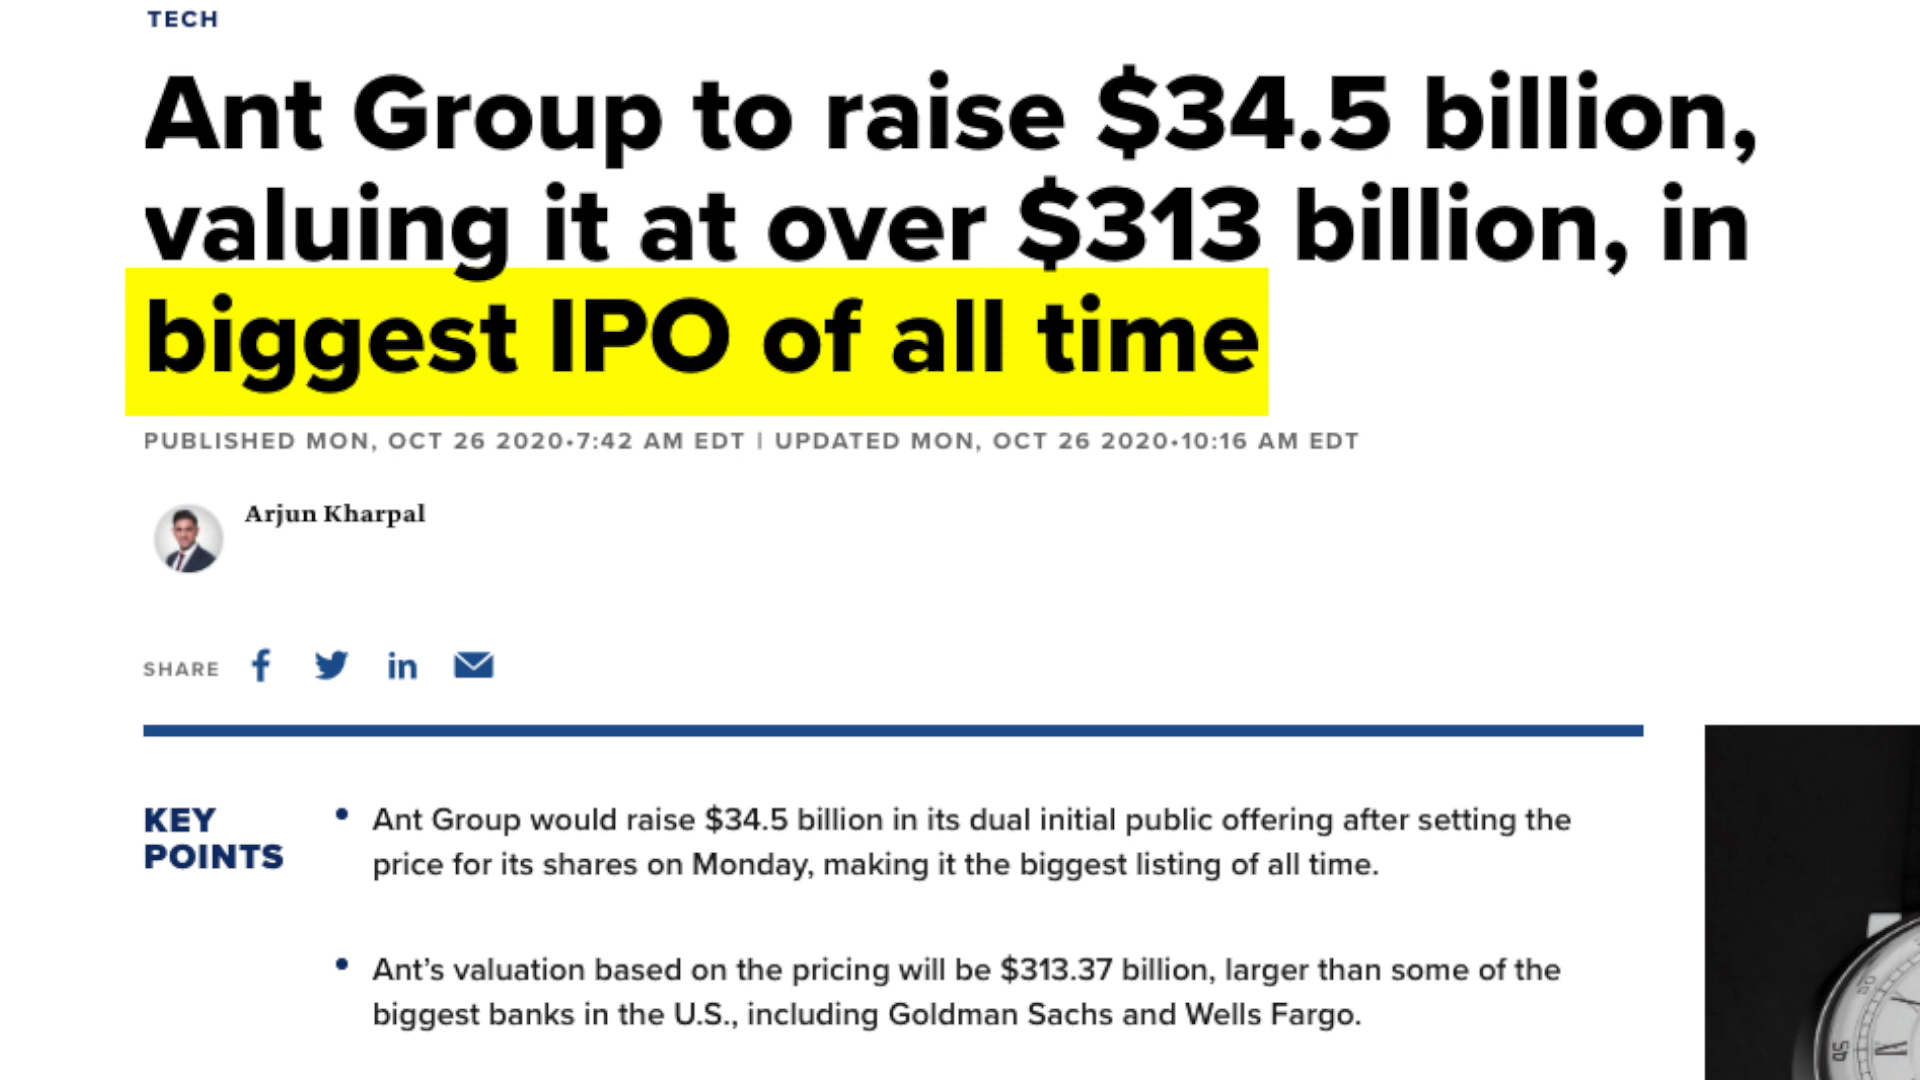 TECH
Ant Group to raise $34.5 billion,
valuing it at over $313 billion, in
biggest IPO of all time
PUBLISHED MON, OCT 26 2020•7:42 AM EDT | UPDATED MON, OCT 26 2020•10:16 AM EDT
Arjun Kharpal
SHARE
KEY
POINTS
• Ant Group would raise $34.5 billion in its dual initial public offering after setting the
price for its shares on Monday, making it the biggest listing of all time.
• Ant’s valuation based on the pricing will be $313.37 billion, larger than some of the
biggest banks in the U.S., including Goldman Sachs and Wells Fargo.
50